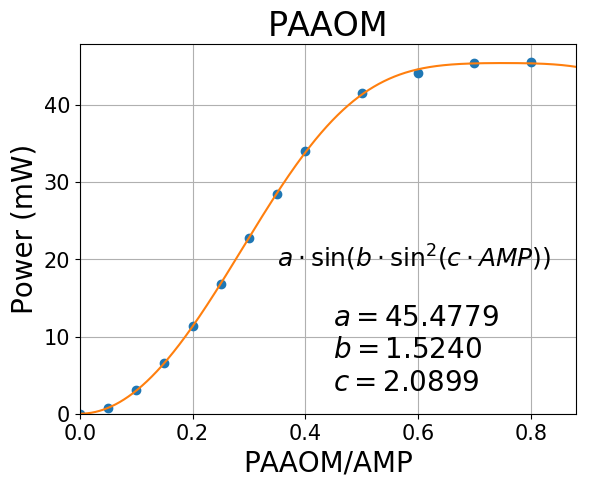 PAAOM
Power (mW)
40
30
20
10
0
a · sin(b · sin²(c · AMP))
a = 45.4779
b = 1.5240
c = 2.0899
0.0 0.2 0.4 0.6 0.8
PAAOM/AMP